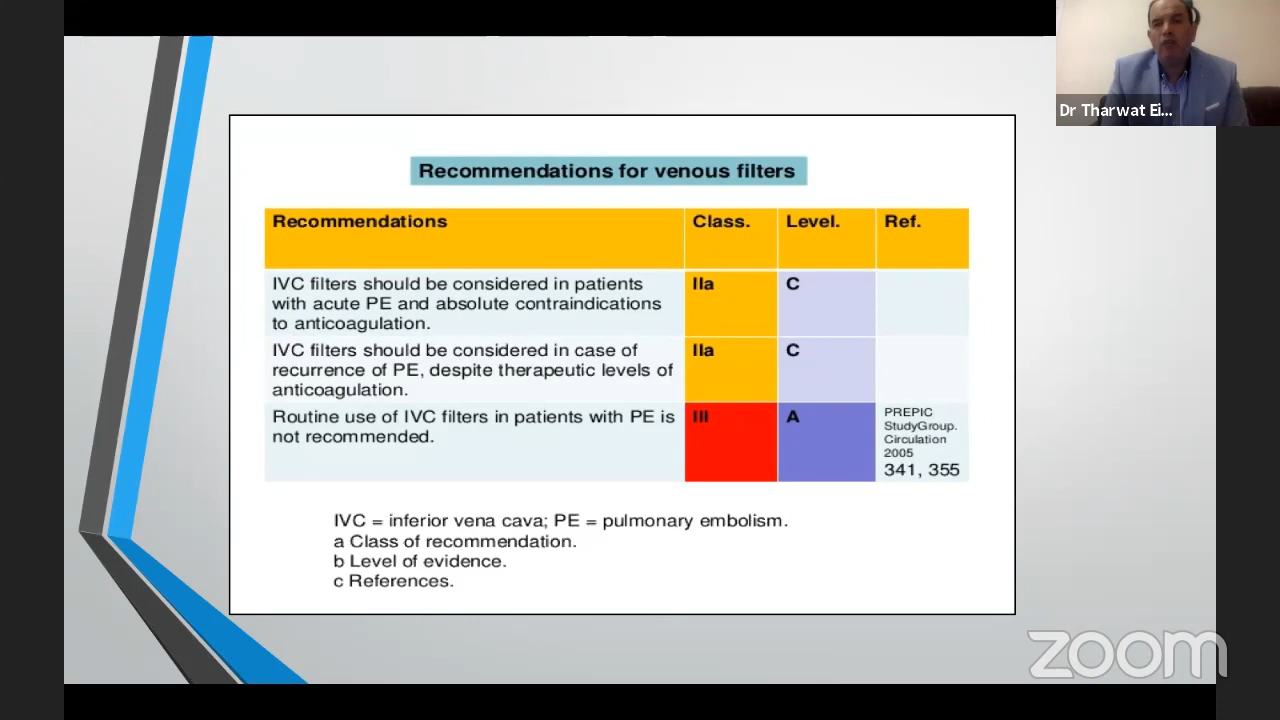 Dr Tharwat Ei...
Recommendations for venous filters
Recommendations Class. Level. Ref.
IVC filters should be considered in patients
with acute PE and absolute contraindications
to anticoagulation.
IIa C
IVC filters should be considered in case of
recurrence of PE, despite therapeutic levels of
anticoagulation.
IIa C
Routine use of IVC filters in patients with PE is
not recommended.
III A
PREPIC
StudyGroup.
Circulation
2005
341, 355
IVC = inferior vena cava; PE = pulmonary embolism.
a Class of recommendation.
b Level of evidence.
c References.
zoom